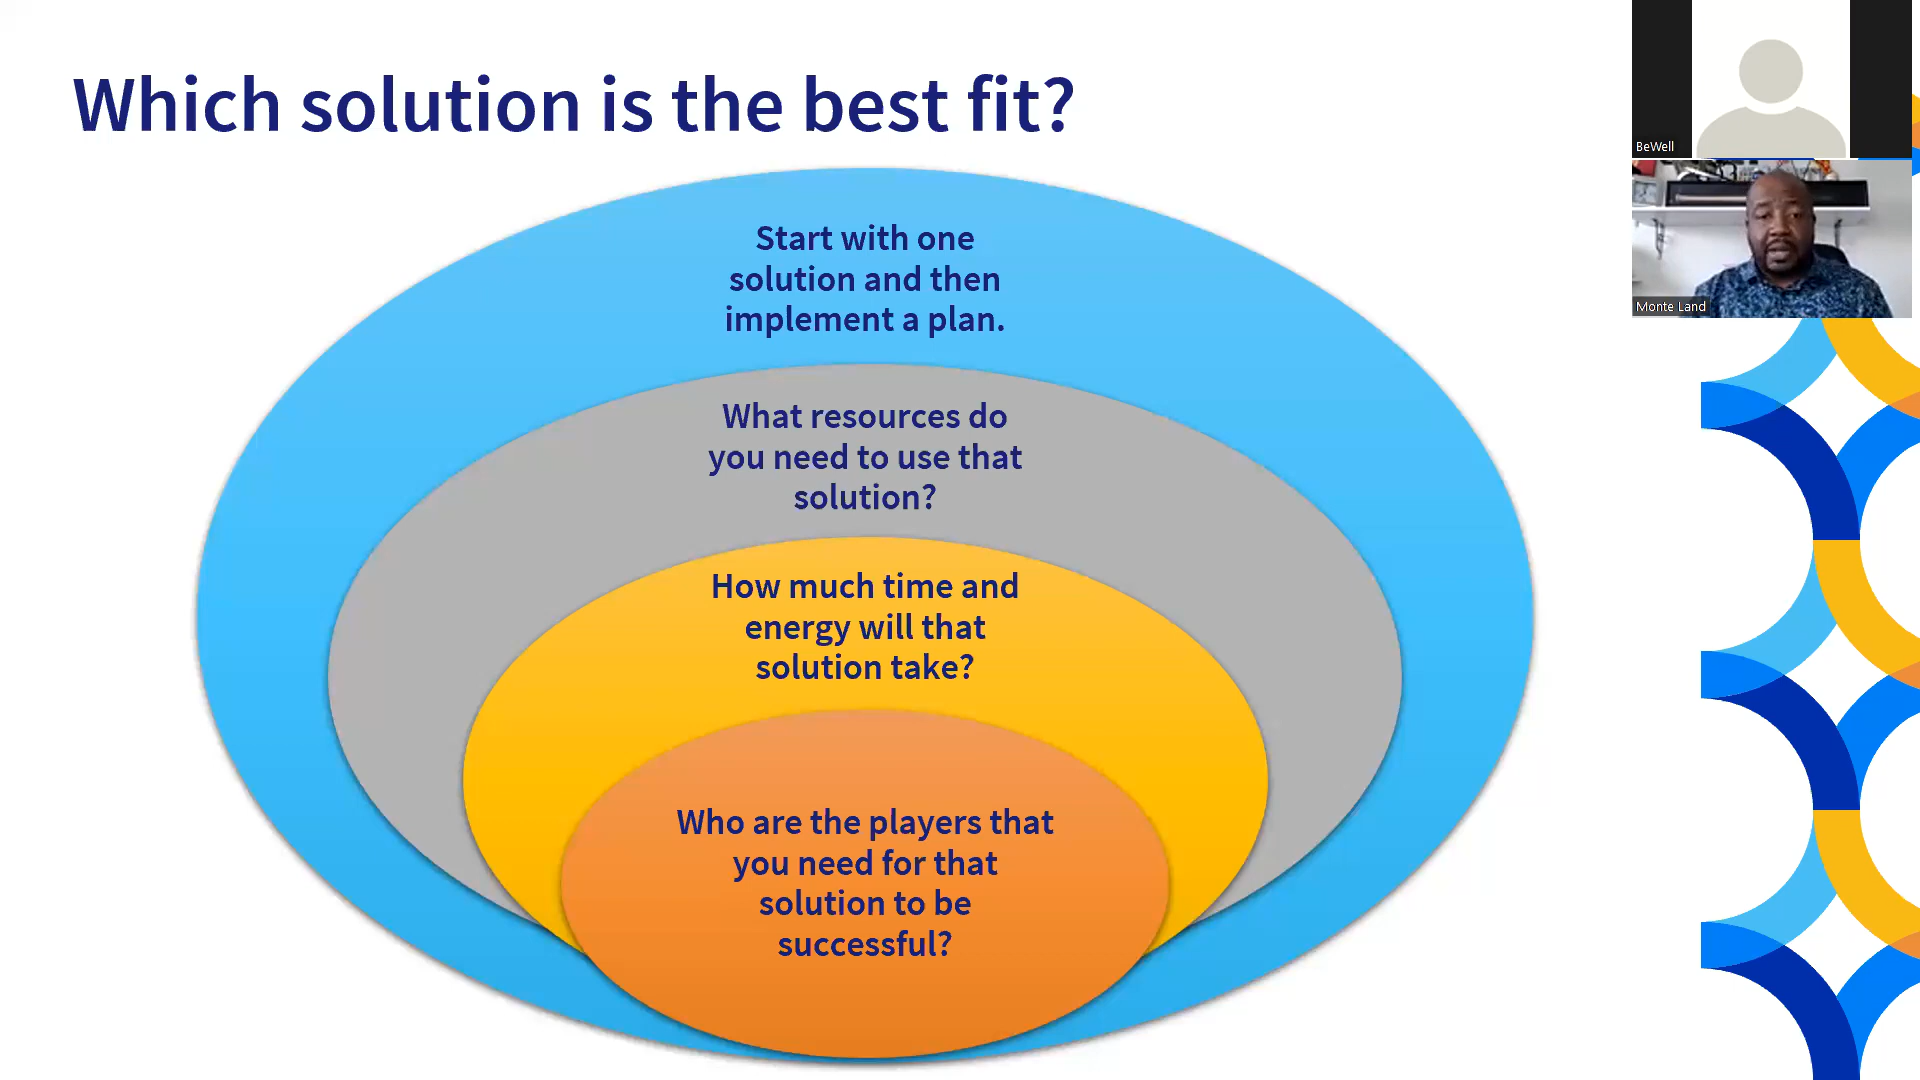 Which solution is the best fit?
BeWell
Monte Land
Start with one
solution and then
implement a plan.
What resources do
you need to use that
solution?
How much time and
energy will that
solution take?
Who are the players that
you need for that
solution to be
successful?